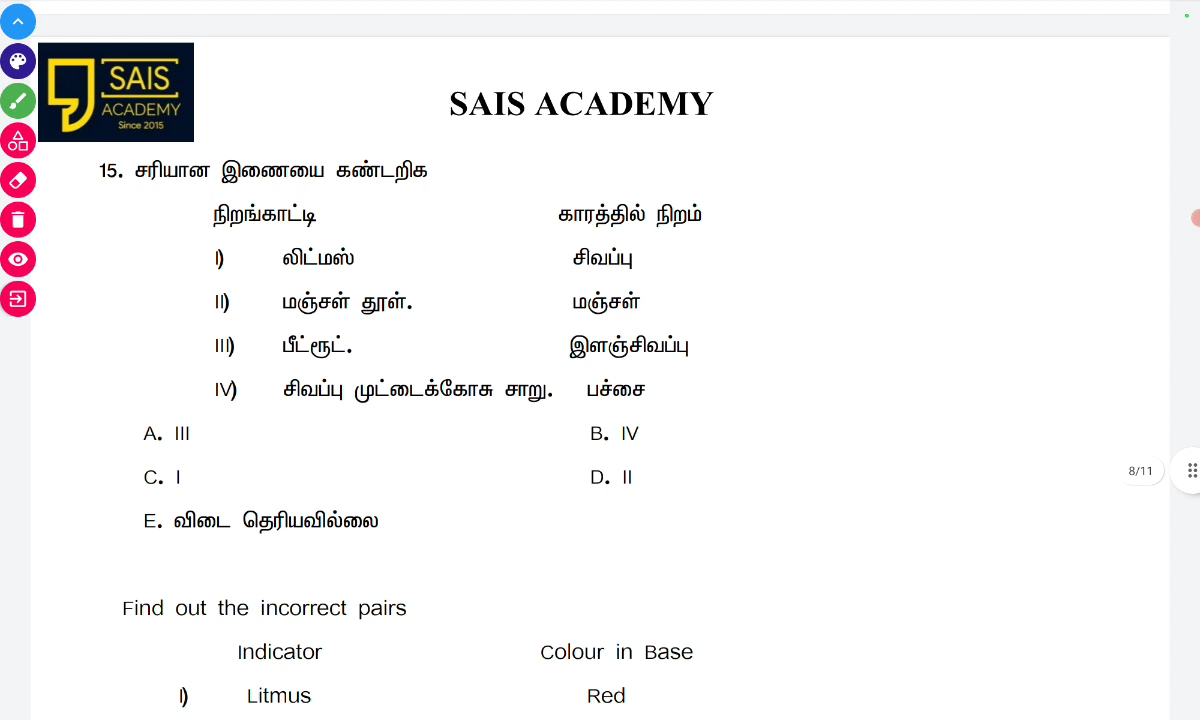 SAIS
ACADEMY
Since 2015
SAIS ACADEMY
15. சரியான இணையை கண்டறிக
நிறங்காட்டி காரத்தில் நிறம்
I) லிட்மஸ் சிவப்பு
II) மஞ்சள் தூள். மஞ்சள்
III) பீட்ரூட். இளஞ்சிவப்பு
IV) சிவப்பு முட்டைக்கோசு சாறு. பச்சை
A. III B. IV
C. I D. II
8/11
E. விடை தெரியவில்லை
Find out the incorrect pairs
Indicator Colour in Base
I) Litmus Red